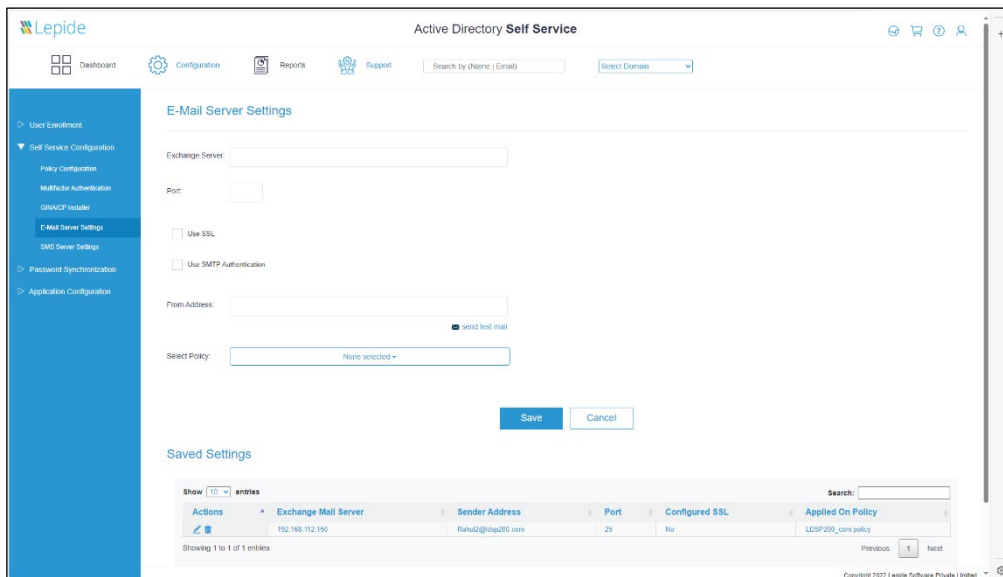 Lepide
Active Directory Self Service
Dashboard
Configuration
Reports
Support
Search by (Name | Email)
Select Domain
User Enrollment
Self Service Configuration
Policy Configuration
Multifactor Authentication
GINA/CP Installer
E-Mail Server Settings
SMS Server Settings
Password Synchronization
Application Configuration
E-Mail Server Settings
Exchange Server:
Port:
Use SSL
Use SMTP Authentication
From Address:
send test mail
Select Policy:
None selected
Save
Cancel
Saved Settings
Show 10 entries
Search:
Actions Exchange Mail Server Sender Address Port Configured SSL Applied On Policy
192.168.112.150 Rahul2@ldsp200.com 25 No LDSP200_com policy
Showing 1 to 1 of 1 entries
Previous 1 Next
Copyright 2022 Lepide Software Private Limited